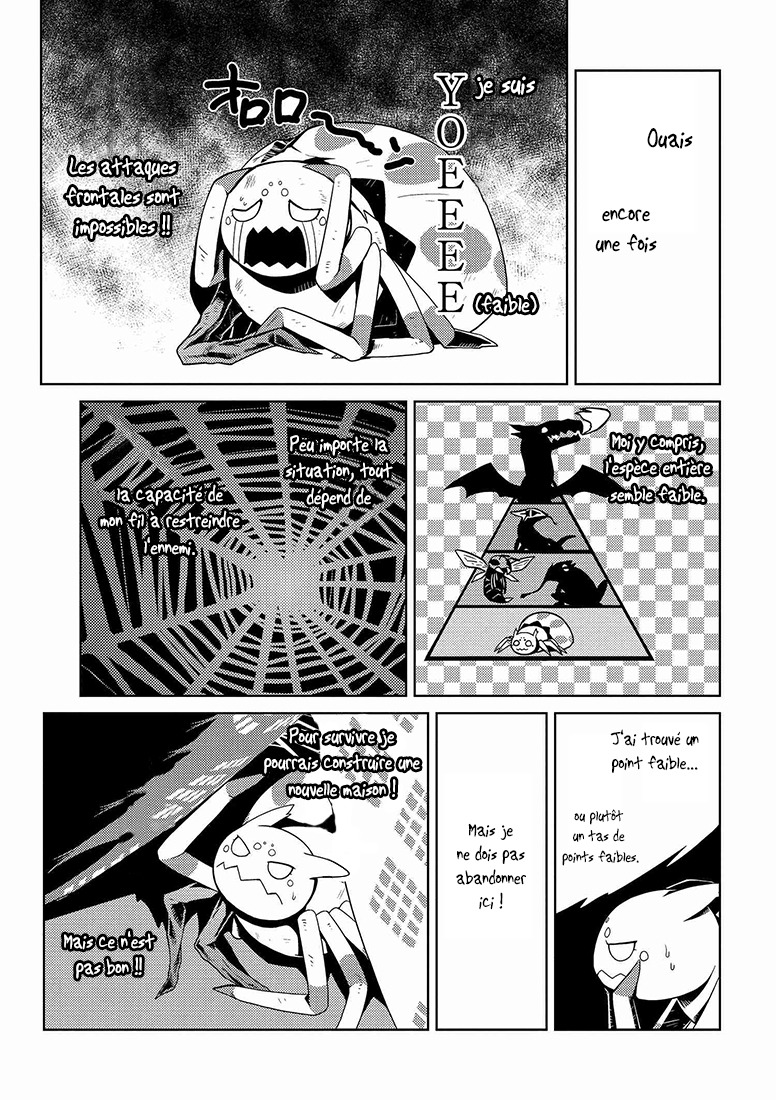 Ouais
encore
une fois
je suis
YOEEEE
(faible)
オロロ〜〜ン
Les attaques
frontales sont
impossibles !!
Moi y compris,
l'espèce entière
semble faible.
Peu importe la
situation, tout
dépend de
la capacité de
mon fil à restreindre
l'ennemi.
J'ai trouvé un
point faible...
ou plutôt
un tas de
points faibles.
Mais je
ne dois pas
abandonner
ici !
Pour survivre je
pourrais construire une
nouvelle maison !
Mais ce n'est
pas bon !!